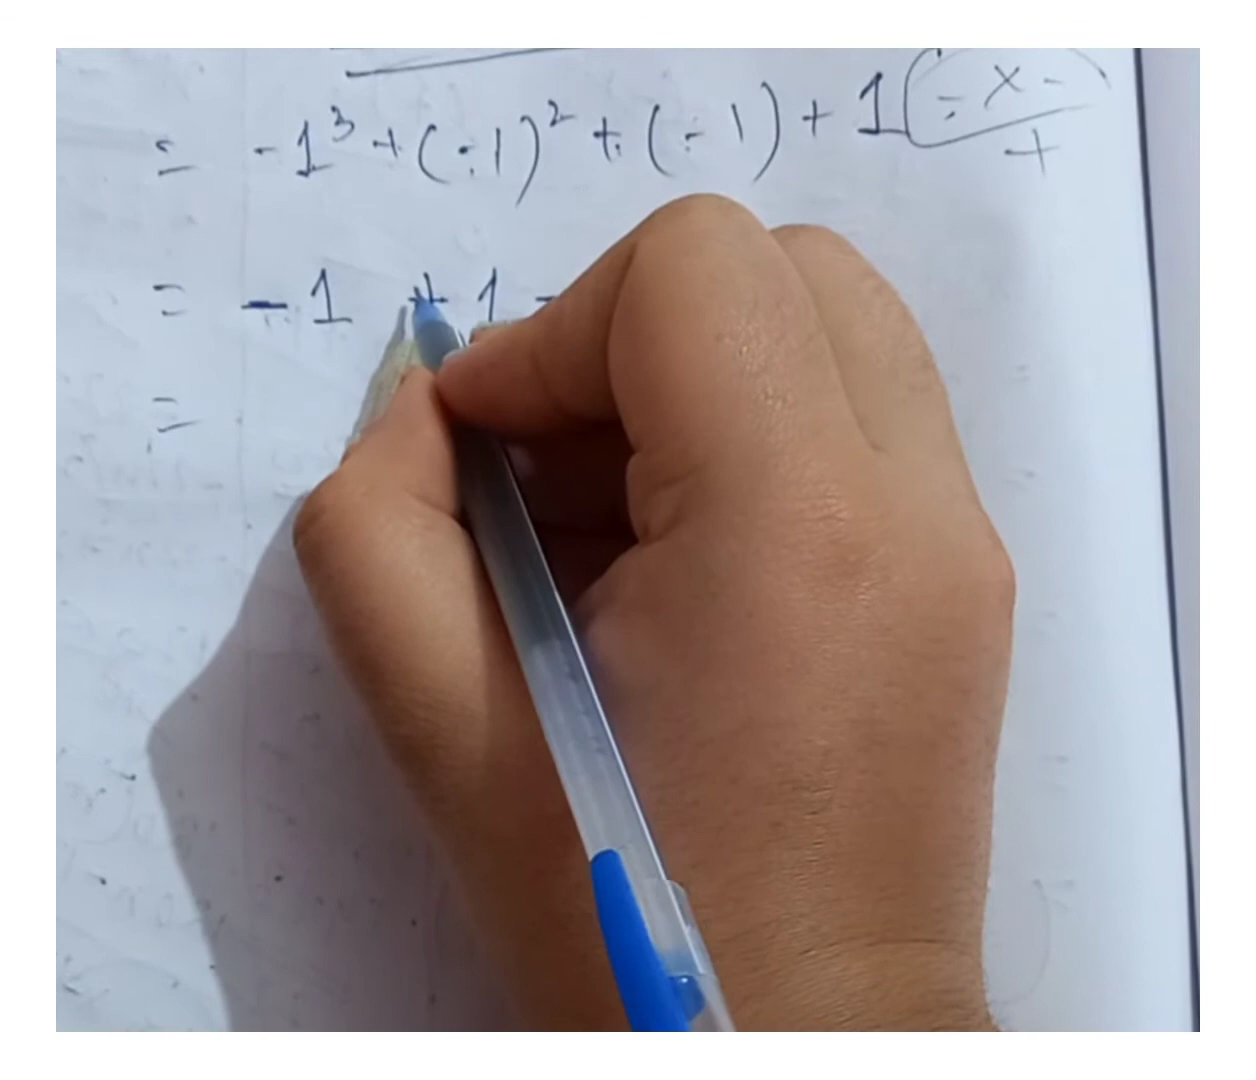 = -1³ + (-1)² + (-1) + 1 (- x -
+
= - 1 + 1 -
=